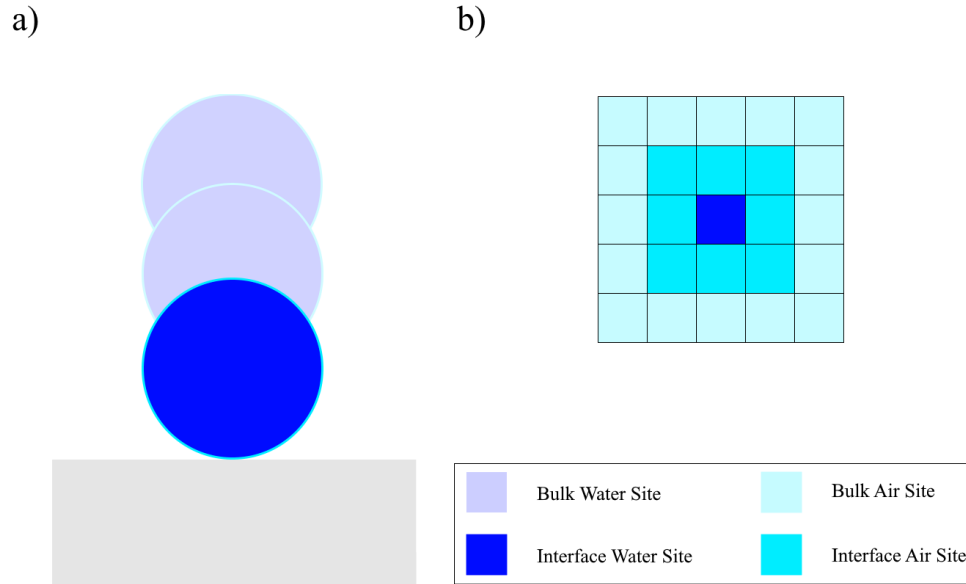 a)
b)
Bulk Water Site
Bulk Air Site
Interface Water Site
Interface Air Site